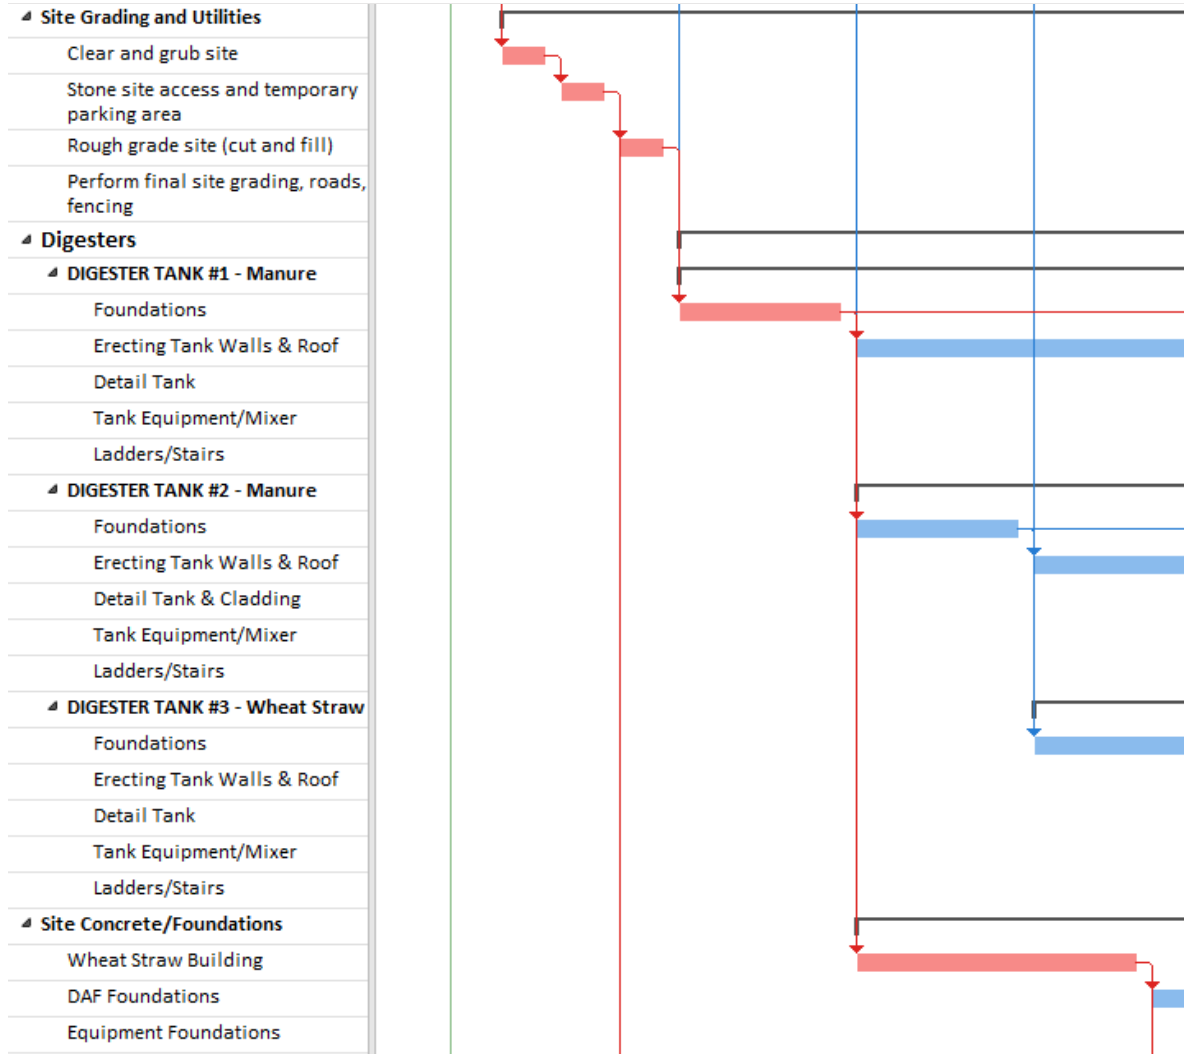 Site Grading and Utilities
Clear and grub site
Stone site access and temporary
parking area
Rough grade site (cut and fill)
Perform final site grading, roads,
fencing
Digesters
DIGESTER TANK #1 - Manure
Foundations
Erecting Tank Walls & Roof
Detail Tank
Tank Equipment/Mixer
Ladders/Stairs
DIGESTER TANK #2 - Manure
Foundations
Erecting Tank Walls & Roof
Detail Tank & Cladding
Tank Equipment/Mixer
Ladders/Stairs
DIGESTER TANK #3 - Wheat Straw
Foundations
Erecting Tank Walls & Roof
Detail Tank
Tank Equipment/Mixer
Ladders/Stairs
Site Concrete/Foundations
Wheat Straw Building
DAF Foundations
Equipment Foundations